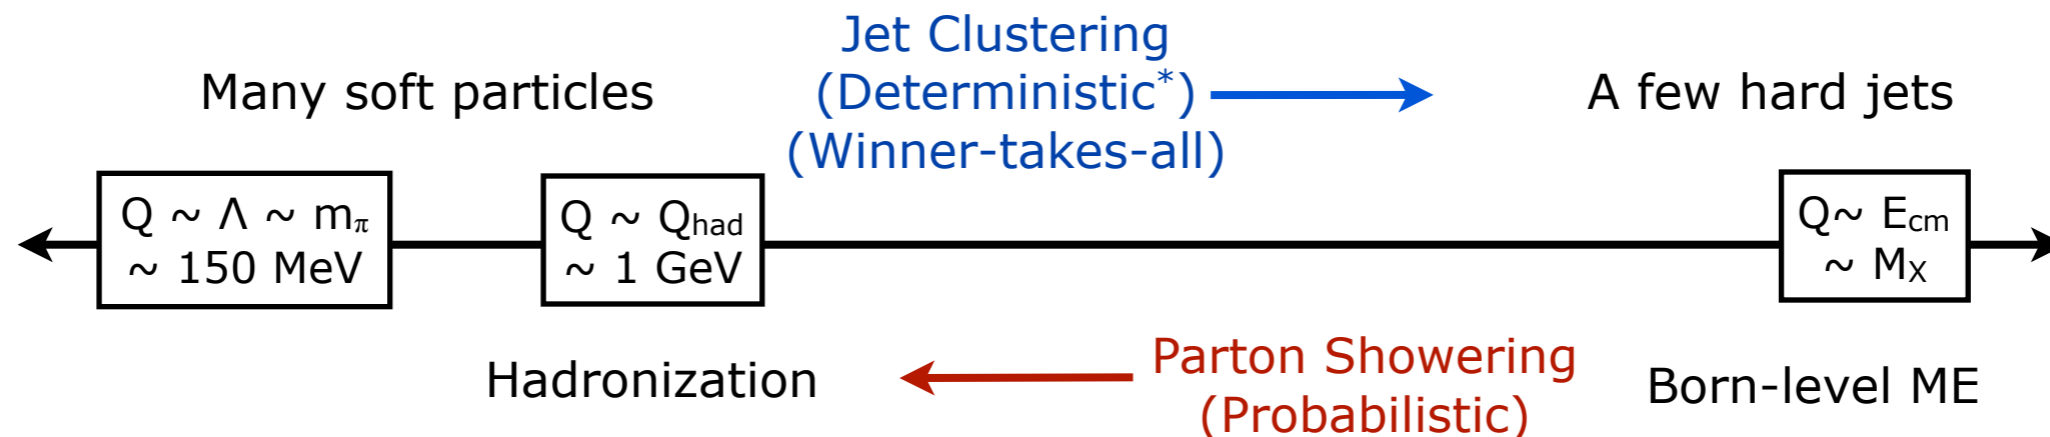 Jet Clustering
(Deterministic*)
(Winner-takes-all)
Many soft particles
A few hard jets
Q ~ Λ ~ mπ
~ 150 MeV
Q ~ Qhad
~ 1 GeV
Q~ Ecm
~ MX
Hadronization
Parton Showering
(Probabilistic)
Born-level ME